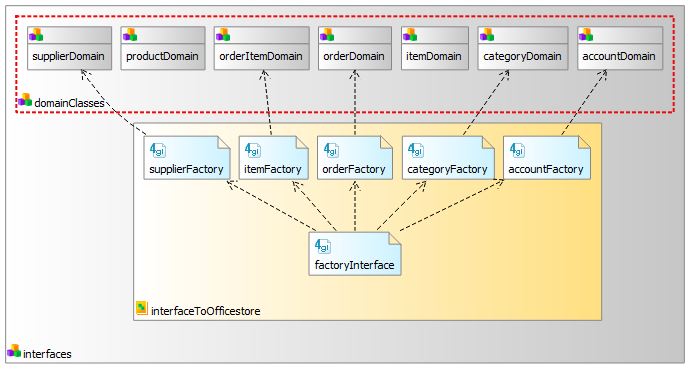 supplierDomain
productDomain
orderItemDomain
orderDomain
itemDomain
categoryDomain
accountDomain
domainClasses
4gl
supplierFactory
4gl
itemFactory
4gl
orderFactory
4gl
categoryFactory
4gl
accountFactory
4gl
factoryInterface
interfaceToOfficestore
interfaces